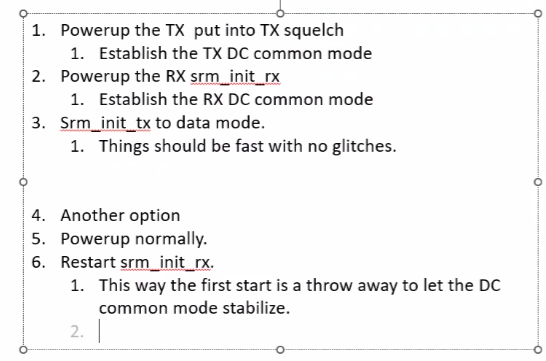 1. Powerup the TX  put into TX squelch
1. Establish the TX DC common mode
2. Powerup the RX srm_init_rx
1. Establish the RX DC common mode
3. Srm_init_tx to data mode.
1. Things should be fast with no glitches.
4. Another option
5. Powerup normally.
6. Restart srm_init_rx.
1. This way the first start is a throw away to let the DC
common mode stabilize.
2.